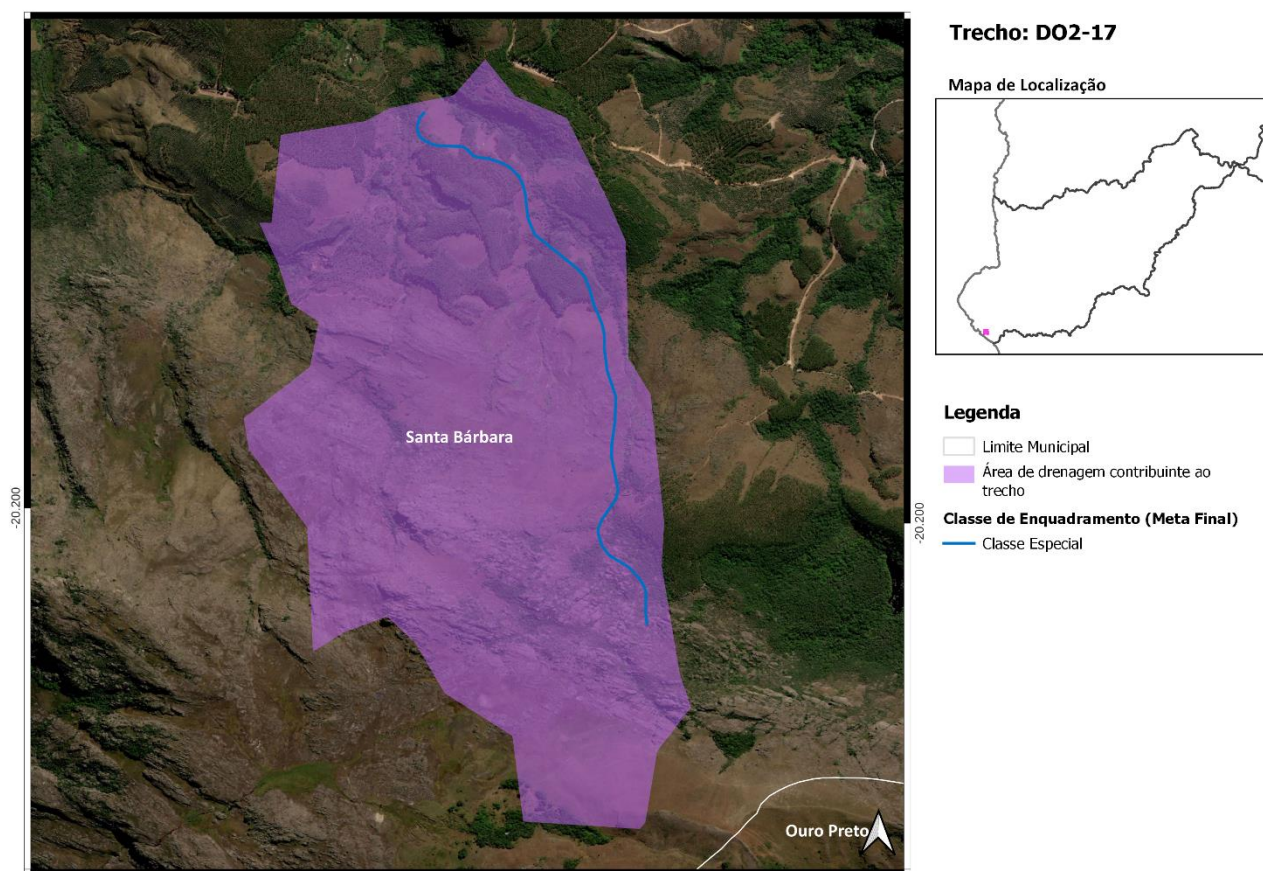 Trecho: DO2-17
Mapa de Localização
Legenda
Limite Municipal
Área de drenagem contribuinte ao
trecho
Classe de Enquadramento (Meta Final)
Classe Especial
Santa Bárbara
Ouro Preto
-20.200
-20.200